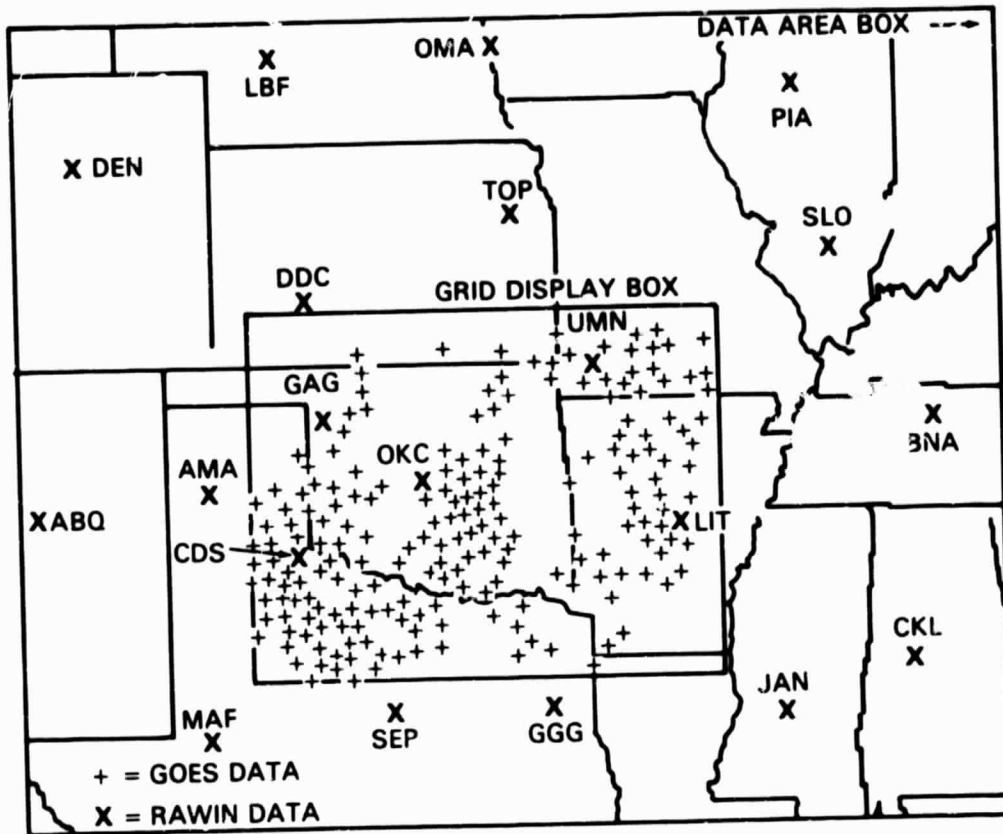 DATA AREA BOX
OMA
LBF
PIA
DEN
TOP
SLO
DDC
GRID DISPLAY BOX
UMN
GAG
BNA
OKC
AMA
ABQ
LIT
CDS
CKL
JAN
MAF
SEP
GGG
+ = GOES DATA
X = RAWIN DATA